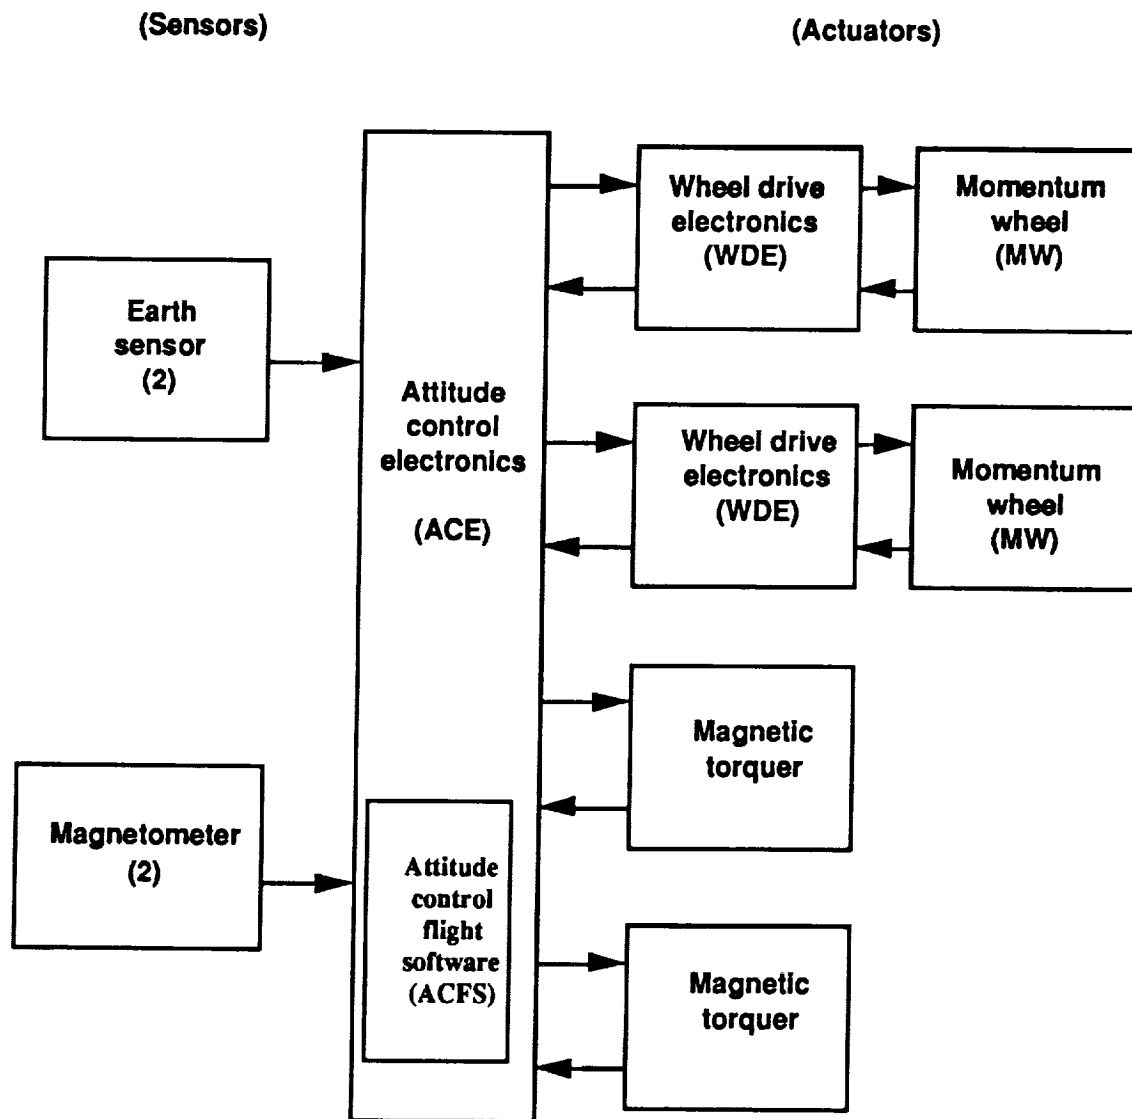 (Sensors)
(Actuators)
Earth
sensor
(2)
Magnetometer
(2)
Attitude
control
electronics
(ACE)
Attitude
control
flight
software
(ACFS)
Wheel drive
electronics
(WDE)
Momentum
wheel
(MW)
Wheel drive
electronics
(WDE)
Momentum
wheel
(MW)
Magnetic
torquer
Magnetic
torquer